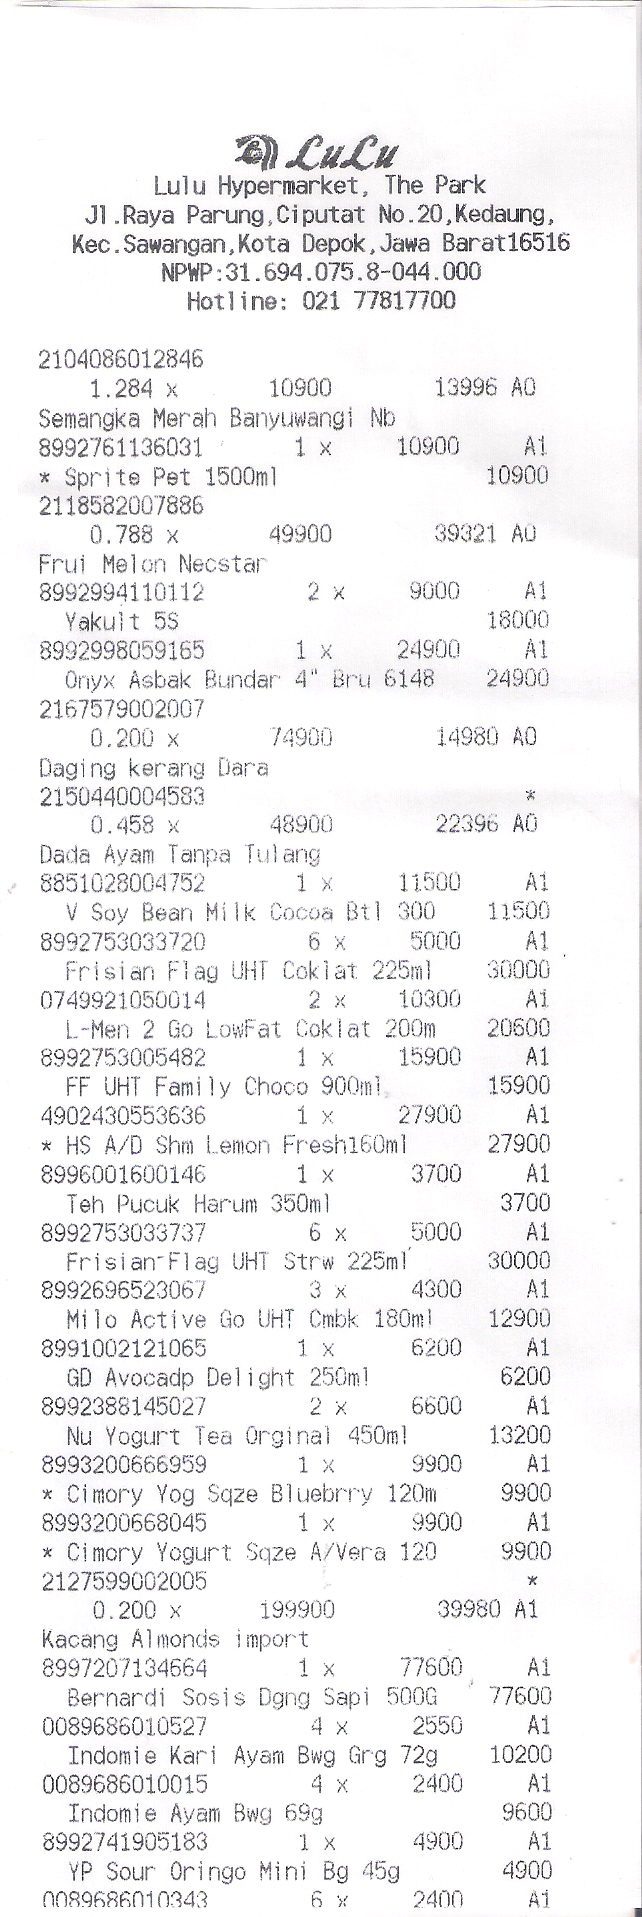 LuLu
Lulu Hypermarket, The Park
Jl.Raya Parung,Ciputat No.20,Kedaung,
Kec.Sawangan,Kota Depok,Jawa Barat16516
NPWP:31.694.075.8-044.000
Hotline: 021 77817700
2104086012846
1.284 x 10900 13996 A0
Semangka Merah Banyuwangi Nb
8992761136031 1 x 10900 A1
* Sprite Pet 1500ml 10900
2118582007886
0.788 x 49900 39321 A0
Frui Melon Necstar
8992994110112 2 x 9000 A1
Yakult 5S 18000
8992998059165 1 x 24900 A1
Onyx Asbak Bundar 4" Bru 6148 24900
2167579002007
0.200 x 74900 14980 A0
Daging kerang Dara
2150440004583 *
0.458 x 48900 22396 A0
Dada Ayam Tanpa Tulang
8851028004752 1 x 11500 A1
V Soy Bean Milk Cocoa Btl 300 11500
8992753033720 6 x 5000 A1
Frisian Flag UHT Coklat 225ml 30000
0749921050014 2 x 10300 A1
L-Men 2 Go LowFat Coklat 200m 20600
8992753005482 1 x 15900 A1
FF UHT Family Choco 900ml 15900
4902430553636 1 x 27900 A1
* HS A/D Shm Lemon Fresh160ml 27900
8996001600146 1 x 3700 A1
Teh Pucuk Harum 350ml 3700
8992753033737 6 x 5000 A1
Frisian Flag UHT Strw 225ml 30000
8992696523067 3 x 4300 A1
Milo Active Go UHT Cmbk 180ml 12900
8991002121065 1 x 6200 A1
GD Avocadp Delight 250ml 6200
8992388145027 2 x 6600 A1
Nu Yogurt Tea Orginal 450ml 13200
8993200666959 1 x 9900 A1
* Cimory Yog Sqze Bluebrry 120m 9900
8993200668045 1 x 9900 A1
* Cimory Yogurt Sqze A/Vera 120 9900
2127599002005 *
0.200 x 199900 39980 A1
Kacang Almonds import
8997207134664 1 x 77600 A1
Bernardi Sosis Dgng Sapi 500G 77600
0089686010527 4 x 2550 A1
Indomie Kari Ayam Bwg Grg 72g 10200
0089686010015 4 x 2400 A1
Indomie Ayam Bwg 69g 9600
8992741905183 1 x 4900 A1
YP Sour Oringo Mini Bg 45g 4900
0089686010343 6 x 2400 A1